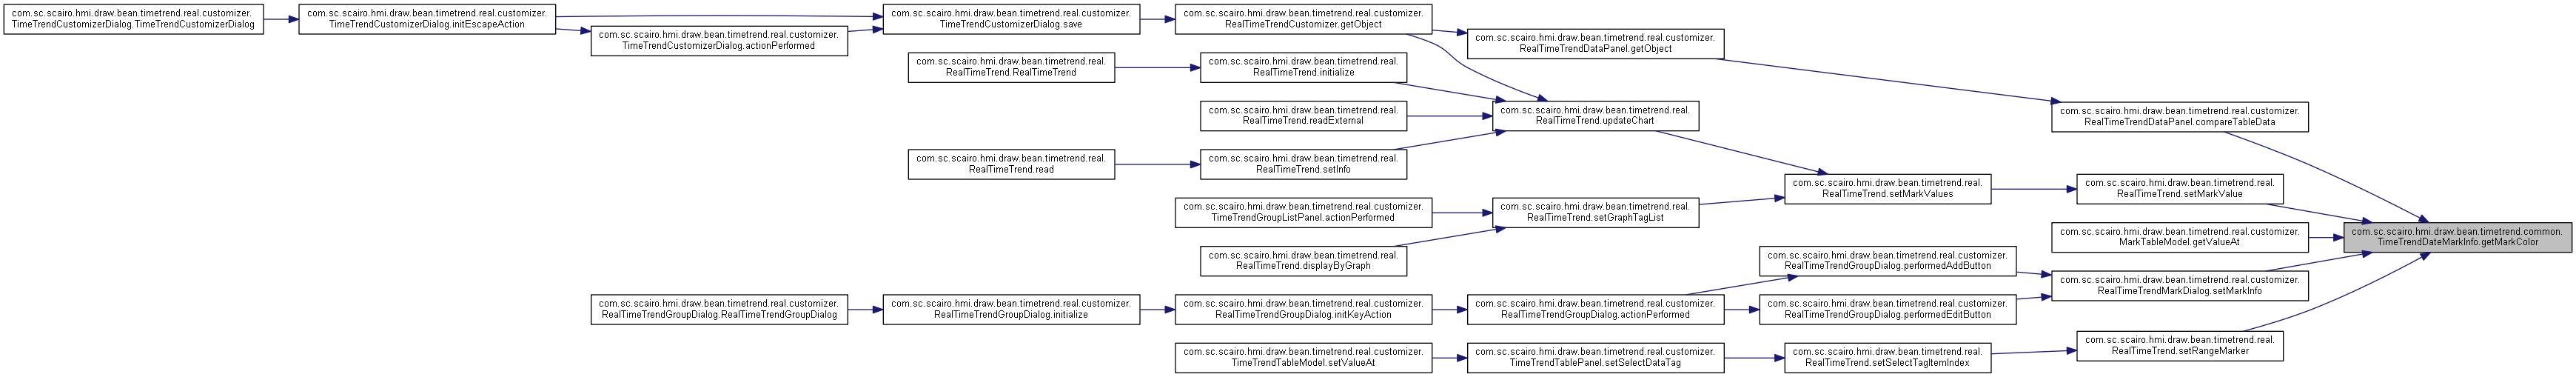 com.sc.scairo.hmi.draw.bean.timetrend.real.customizer.
TimeTrendCustomizerDialog.TimeTrendCustomizerDialog
com.sc.scairo.hmi.draw.bean.timetrend.real.customizer.
TimeTrendCustomizerDialog.initEscapeAction
com.sc.scairo.hmi.draw.bean.timetrend.real.customizer.
TimeTrendCustomizerDialog.actionPerformed
com.sc.scairo.hmi.draw.bean.timetrend.real.customizer.
TimeTrendCustomizerDialog.save
com.sc.scairo.hmi.draw.bean.timetrend.real.customizer.
RealTimeTrendCustomizer.getObject
com.sc.scairo.hmi.draw.bean.timetrend.real.customizer.
RealTimeTrendDataPanel.getObject
com.sc.scairo.hmi.draw.bean.timetrend.real.
RealTimeTrend.RealTimeTrend
com.sc.scairo.hmi.draw.bean.timetrend.real.
RealTimeTrend.initialize
com.sc.scairo.hmi.draw.bean.timetrend.real.
RealTimeTrend.readExternal
com.sc.scairo.hmi.draw.bean.timetrend.real.
RealTimeTrend.updateChart
com.sc.scairo.hmi.draw.bean.timetrend.real.customizer.
RealTimeTrendDataPanel.compareTableData
com.sc.scairo.hmi.draw.bean.timetrend.real.
RealTimeTrend.read
com.sc.scairo.hmi.draw.bean.timetrend.real.
RealTimeTrend.setInfo
com.sc.scairo.hmi.draw.bean.timetrend.real.
RealTimeTrend.setMarkValues
com.sc.scairo.hmi.draw.bean.timetrend.real.
RealTimeTrend.setMarkValue
com.sc.scairo.hmi.draw.bean.timetrend.real.customizer.
TimeTrendGroupListPanel.actionPerformed
com.sc.scairo.hmi.draw.bean.timetrend.real.
RealTimeTrend.setGraphTagList
com.sc.scairo.hmi.draw.bean.timetrend.real.customizer.
MarkTableModel.getValueAt
com.sc.scairo.hmi.draw.bean.timetrend.common.
TimeTrendDateMarkInfo.getMarkColor
com.sc.scairo.hmi.draw.bean.timetrend.real.
RealTimeTrend.displayByGraph
com.sc.scairo.hmi.draw.bean.timetrend.real.customizer.
RealTimeTrendGroupDialog.performedAddButton
com.sc.scairo.hmi.draw.bean.timetrend.real.customizer.
RealTimeTrendMarkDialog.setMarkInfo
com.sc.scairo.hmi.draw.bean.timetrend.real.customizer.
RealTimeTrendGroupDialog.RealTimeTrendGroupDialog
com.sc.scairo.hmi.draw.bean.timetrend.real.customizer.
RealTimeTrendGroupDialog.initialize
com.sc.scairo.hmi.draw.bean.timetrend.real.customizer.
RealTimeTrendGroupDialog.initKeyAction
com.sc.scairo.hmi.draw.bean.timetrend.real.customizer.
RealTimeTrendGroupDialog.actionPerformed
com.sc.scairo.hmi.draw.bean.timetrend.real.customizer.
RealTimeTrendGroupDialog.performedEditButton
com.sc.scairo.hmi.draw.bean.timetrend.real.
RealTimeTrend.setRangeMarker
com.sc.scairo.hmi.draw.bean.timetrend.real.customizer.
TimeTrendTableModel.setValueAt
com.sc.scairo.hmi.draw.bean.timetrend.real.customizer.
TimeTrendTablePanel.setSelectDataTag
com.sc.scairo.hmi.draw.bean.timetrend.real.
RealTimeTrend.setSelectTagItemIndex